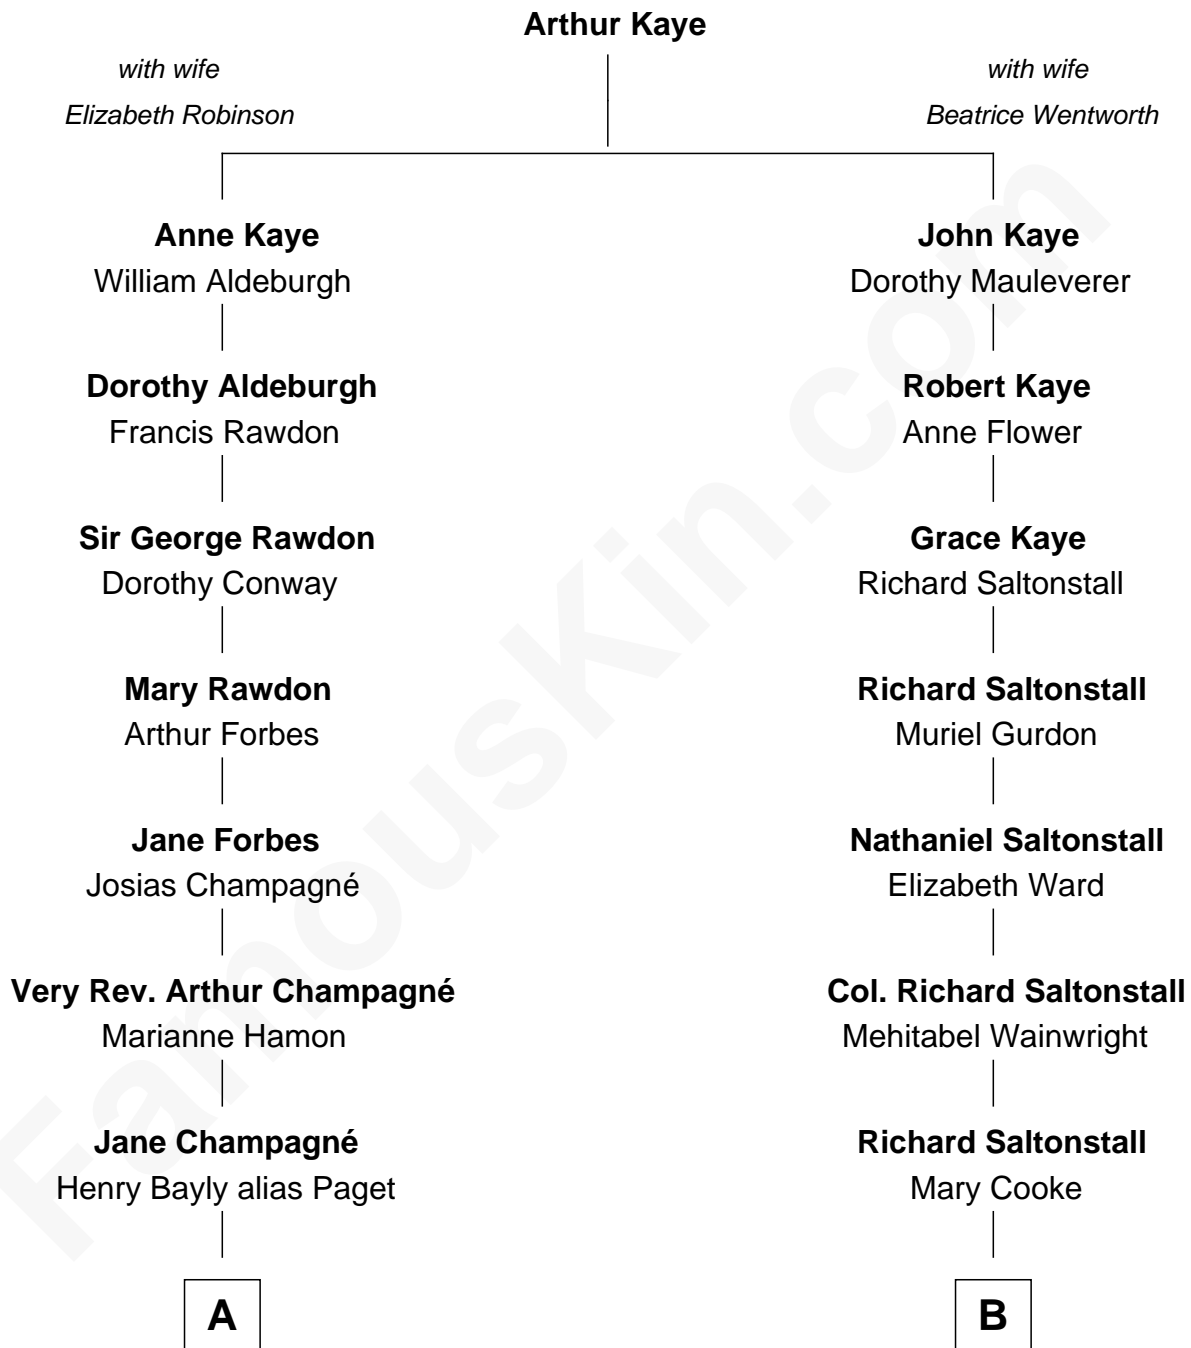 Arthur Kaye
with wife
Elizabeth Robinson
with wife
Beatrice Wentworth
Anne Kaye
William Aldeburgh
John Kaye
Dorothy Mauleverer
Dorothy Aldeburgh
Francis Rawdon
Robert Kaye
Anne Flower
Sir George Rawdon
Dorothy Conway
Grace Kaye
Richard Saltonstall
Mary Rawdon
Arthur Forbes
Richard Saltonstall
Muriel Gurdon
Jane Forbes
Josias Champagné
Nathaniel Saltonstall
Elizabeth Ward
Very Rev. Arthur Champagné
Marianne Hamon
Col. Richard Saltonstall
Mehitabel Wainwright
Jane Champagné
Henry Bayly alias Paget
Richard Saltonstall
Mary Cooke
A
B
FamousKin.com